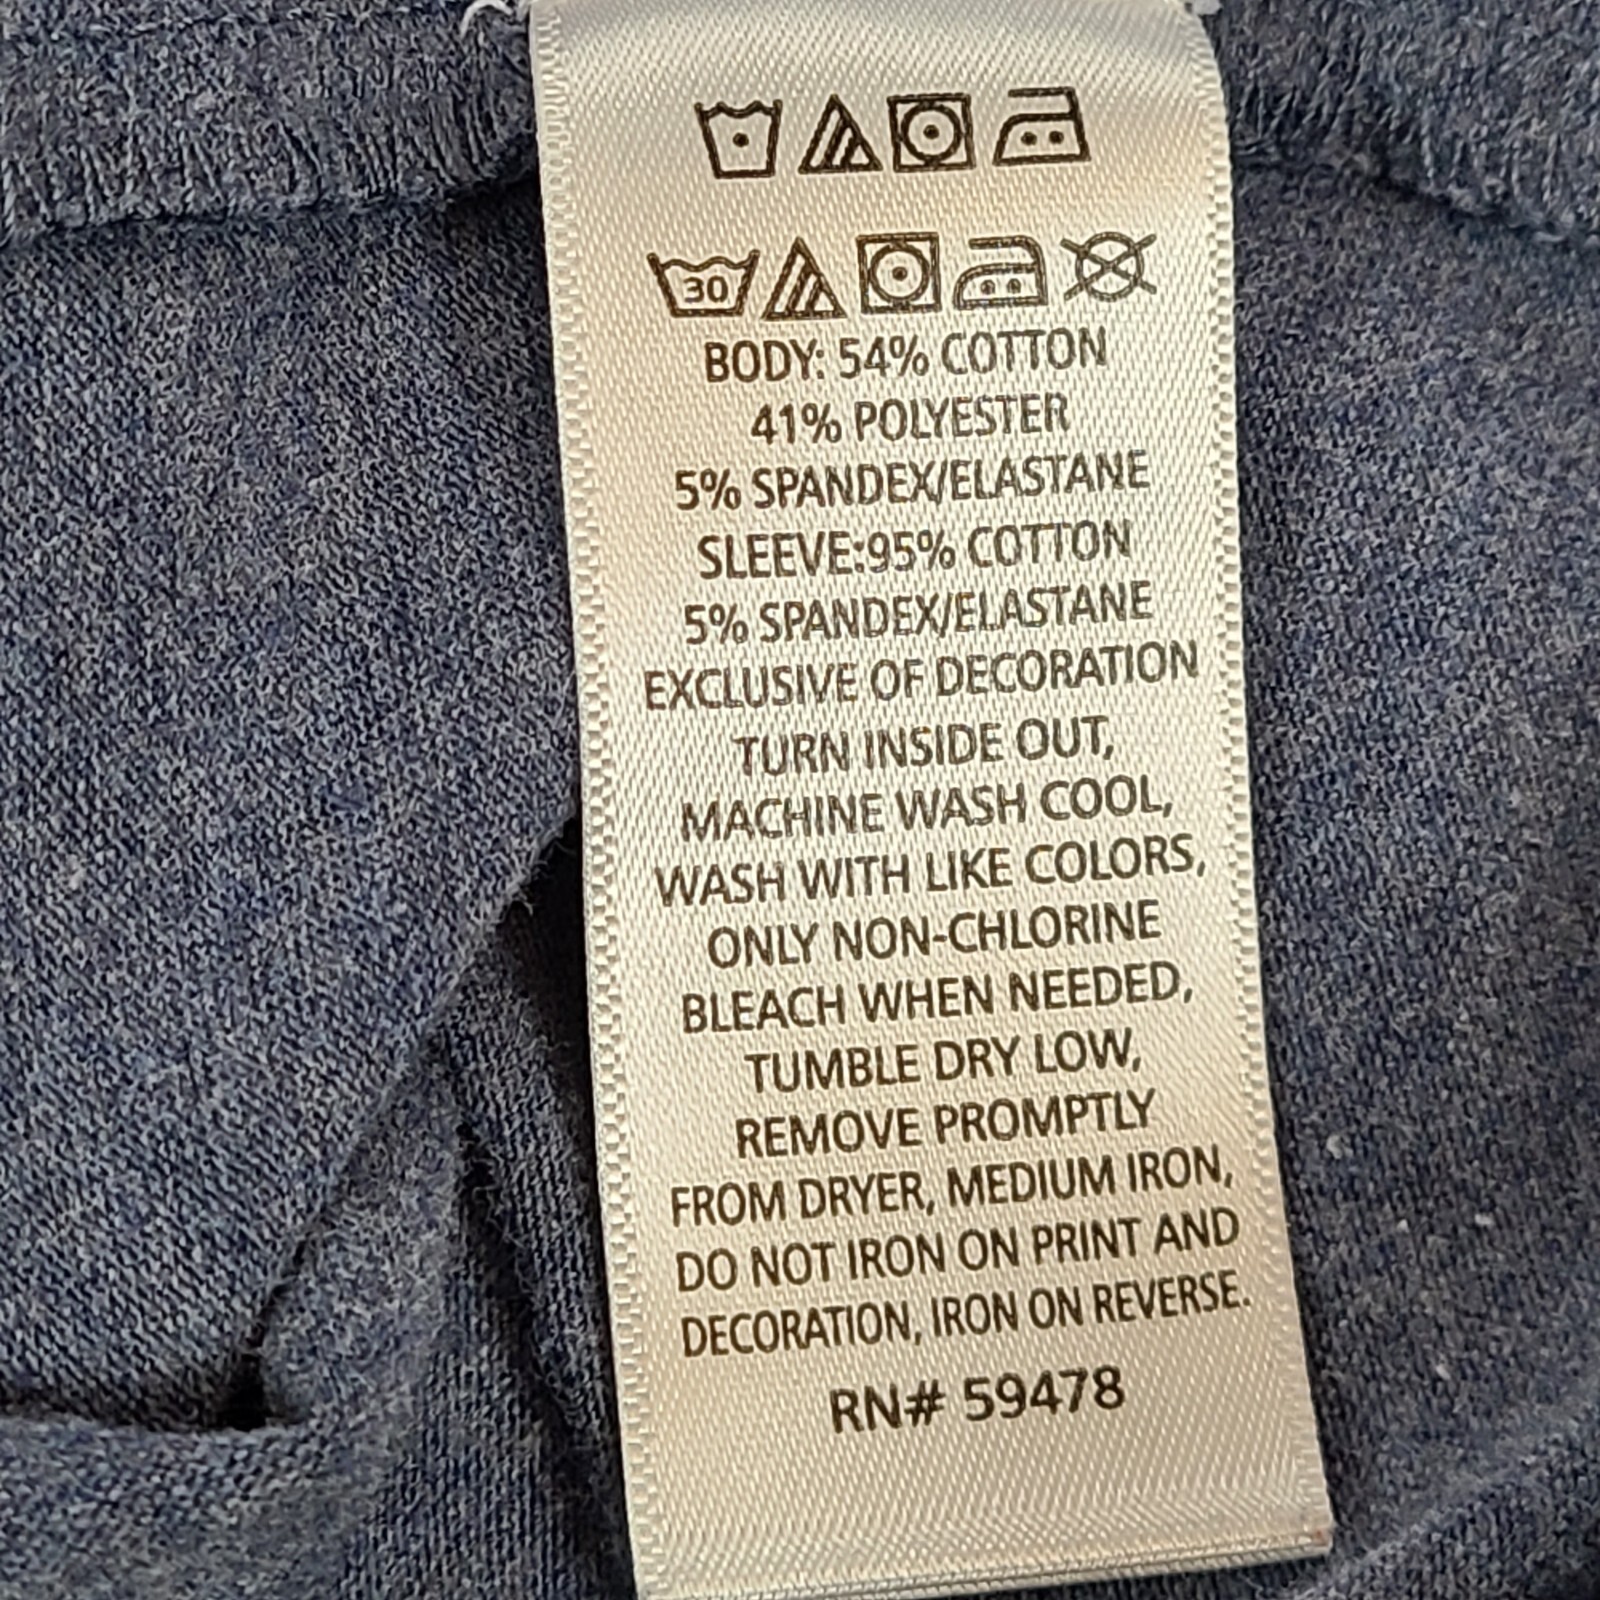 30
BODY: 54% COTTON
41% POLYESTER
5% SPANDEX/ELASTANE
SLEEVE:95% COTTON
5% SPANDEX/ELASTANE
EXCLUSIVE OF DECORATION
TURN INSIDE OUT,
MACHINE WASH COOL,
WASH WITH LIKE COLORS,
ONLY NON-CHLORINE
BLEACH WHEN NEEDED,
TUMBLE DRY LOW,
REMOVE PROMPTLY
FROM DRYER, MEDIUM IRON,
DO NOT IRON ON PRINT AND
DECORATION, IRON ON REVERSE.
RN# 59478